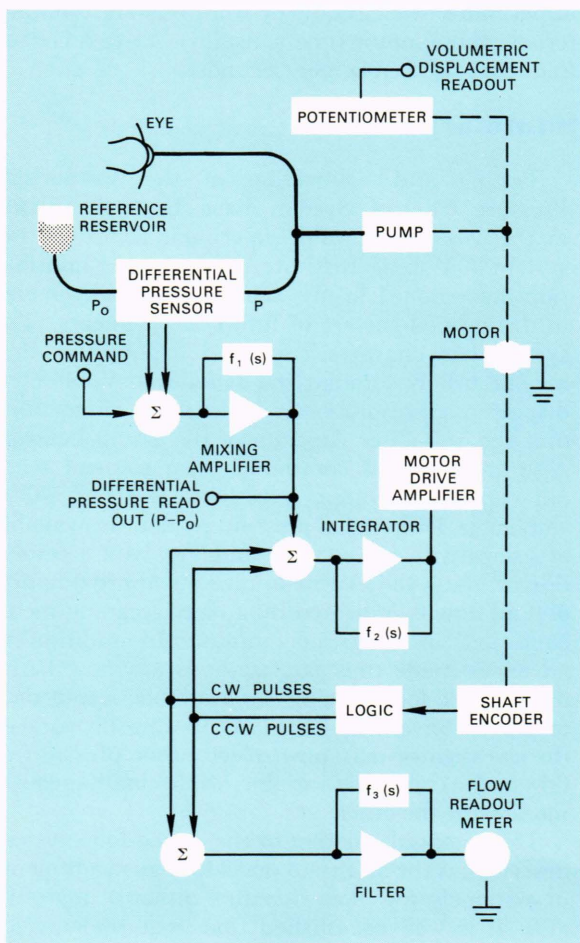 VOLUMETRIC
DISPLACEMENT
READOUT
POTENTIOMETER
EYE
REFERENCE
RESERVOIR
PUMP
DIFFERENTIAL
PRESSURE
SENSOR
P₀
P
PRESSURE
COMMAND
MOTOR
f₁ (s)
Σ
MIXING
AMPLIFIER
MOTOR
DRIVE
AMPLIFIER
DIFFERENTIAL
PRESSURE READ
OUT (P-P₀)
INTEGRATOR
Σ
f₂ (s)
CW PULSES
CCW PULSES
LOGIC
SHAFT
ENCODER
f₃ (s)
FLOW
READOUT
METER
Σ
FILTER